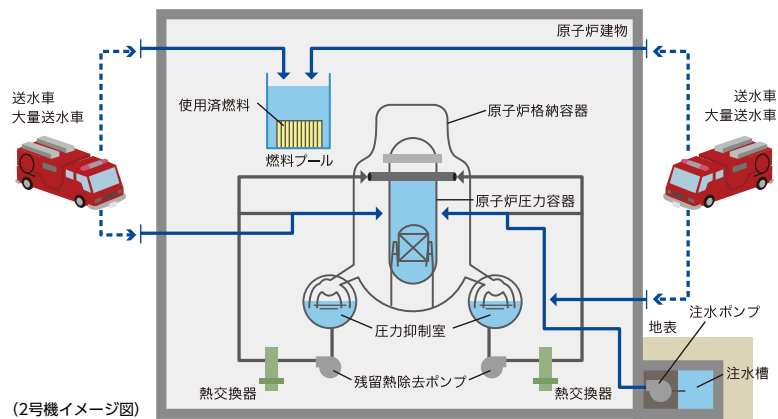 原子炉建物
送水車
大量送水車
使用済燃料
燃料プール
原子炉格納容器
送水車
大量送水車
原子炉圧力容器
圧力抑制室
残留熱除去ポンプ
熱交換器
熱交換器
地表
注水ポンプ
注水槽
(2号機イメージ図)